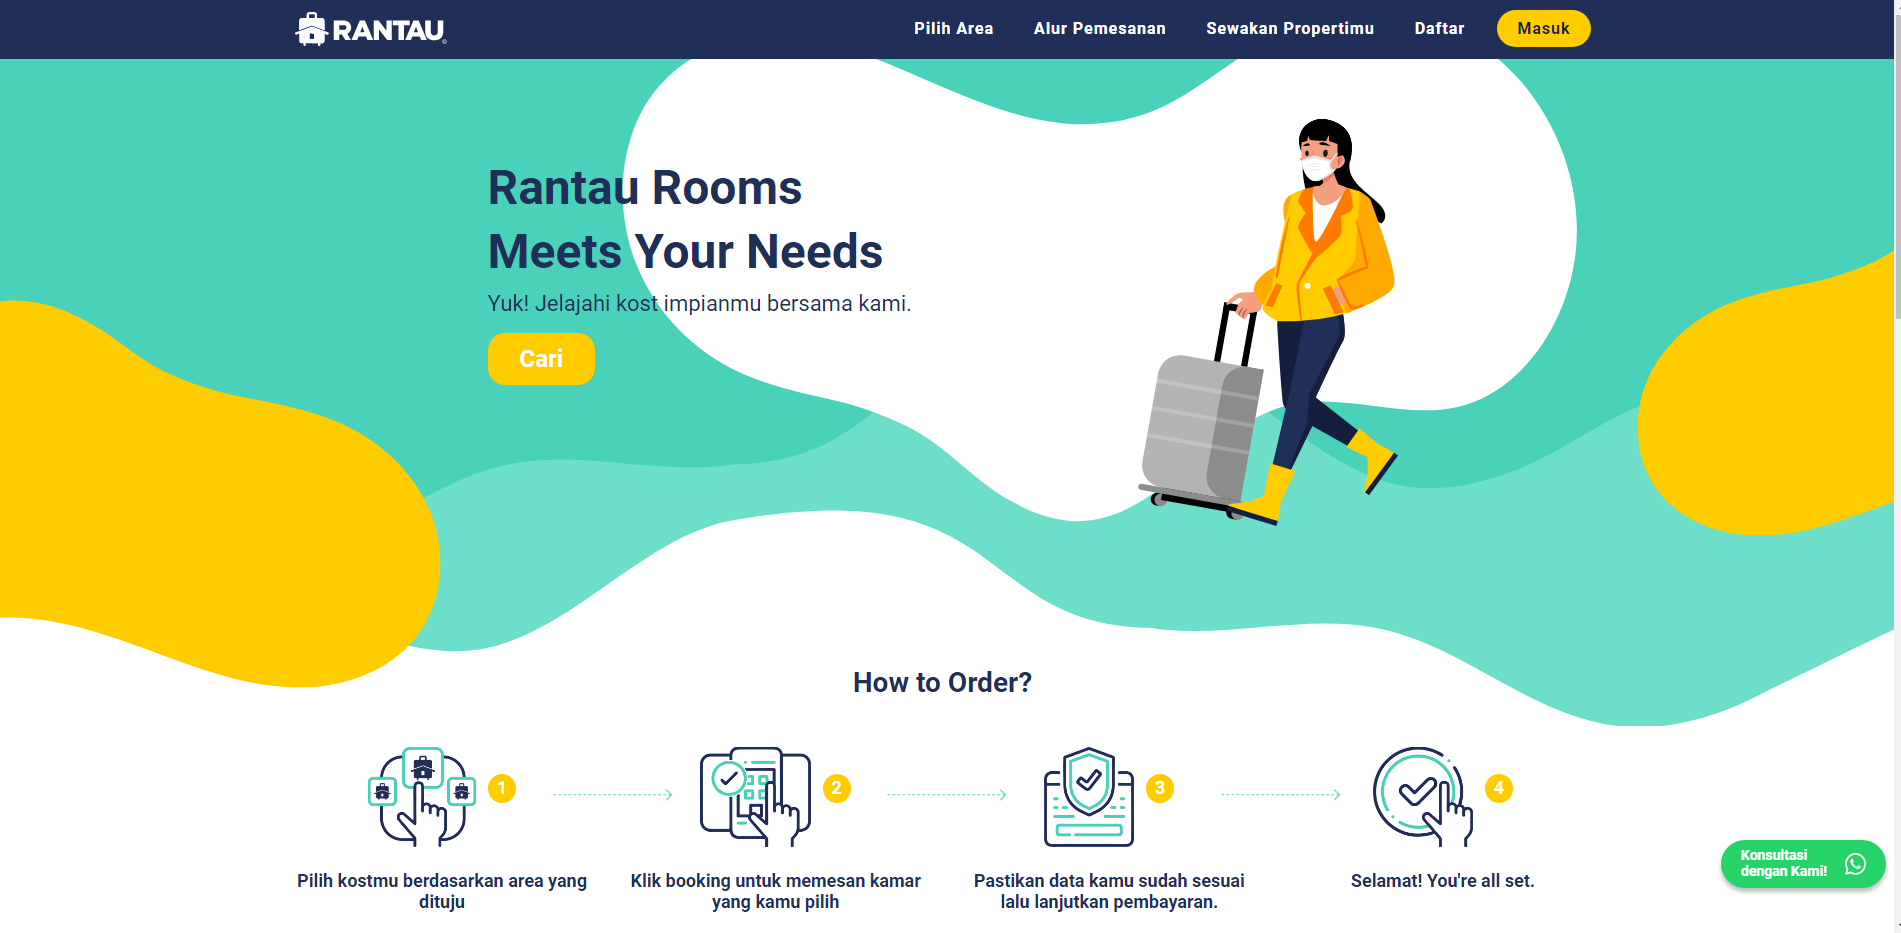 RANTAU
Pilih Area
Alur Pemesanan
Sewakan Propertimu
Daftar
Masuk
Rantau Rooms
Meets Your Needs
Yuk! Jelajahi kost impianmu bersama kami.
Cari
How to Order?
1
2
3
4
Pilih kostmu berdasarkan area yang
dituju
Klik booking untuk memesan kamar
yang kamu pilih
Pastikan data kamu sudah sesuai
lalu lanjutkan pembayaran.
Selamat! You're all set.
Konsultasi
dengan Kami!